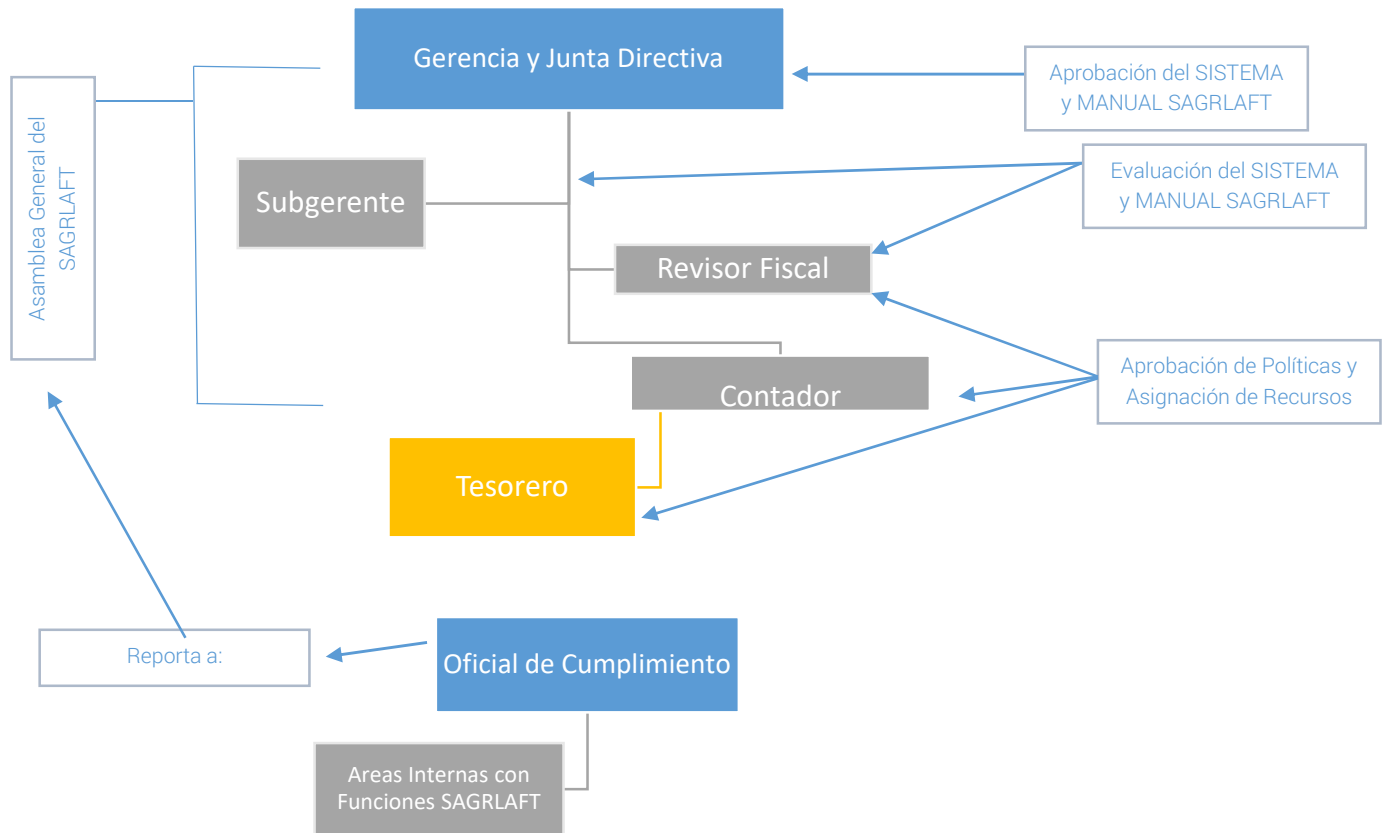 Gerencia y Junta Directiva
Aprobación del SISTEMA
y MANUAL SAGRLAFT
Asamblea General del
SAGRLAFT
Evaluación del SISTEMA
y MANUAL SAGRLAFT
Subgerente
Revisor Fiscal
Aprobación de Políticas y
Asignación de Recursos
Contador
Tesorero
Reporta a:
Oficial de Cumplimiento
Areas Internas con
Funciones SAGRLAFT